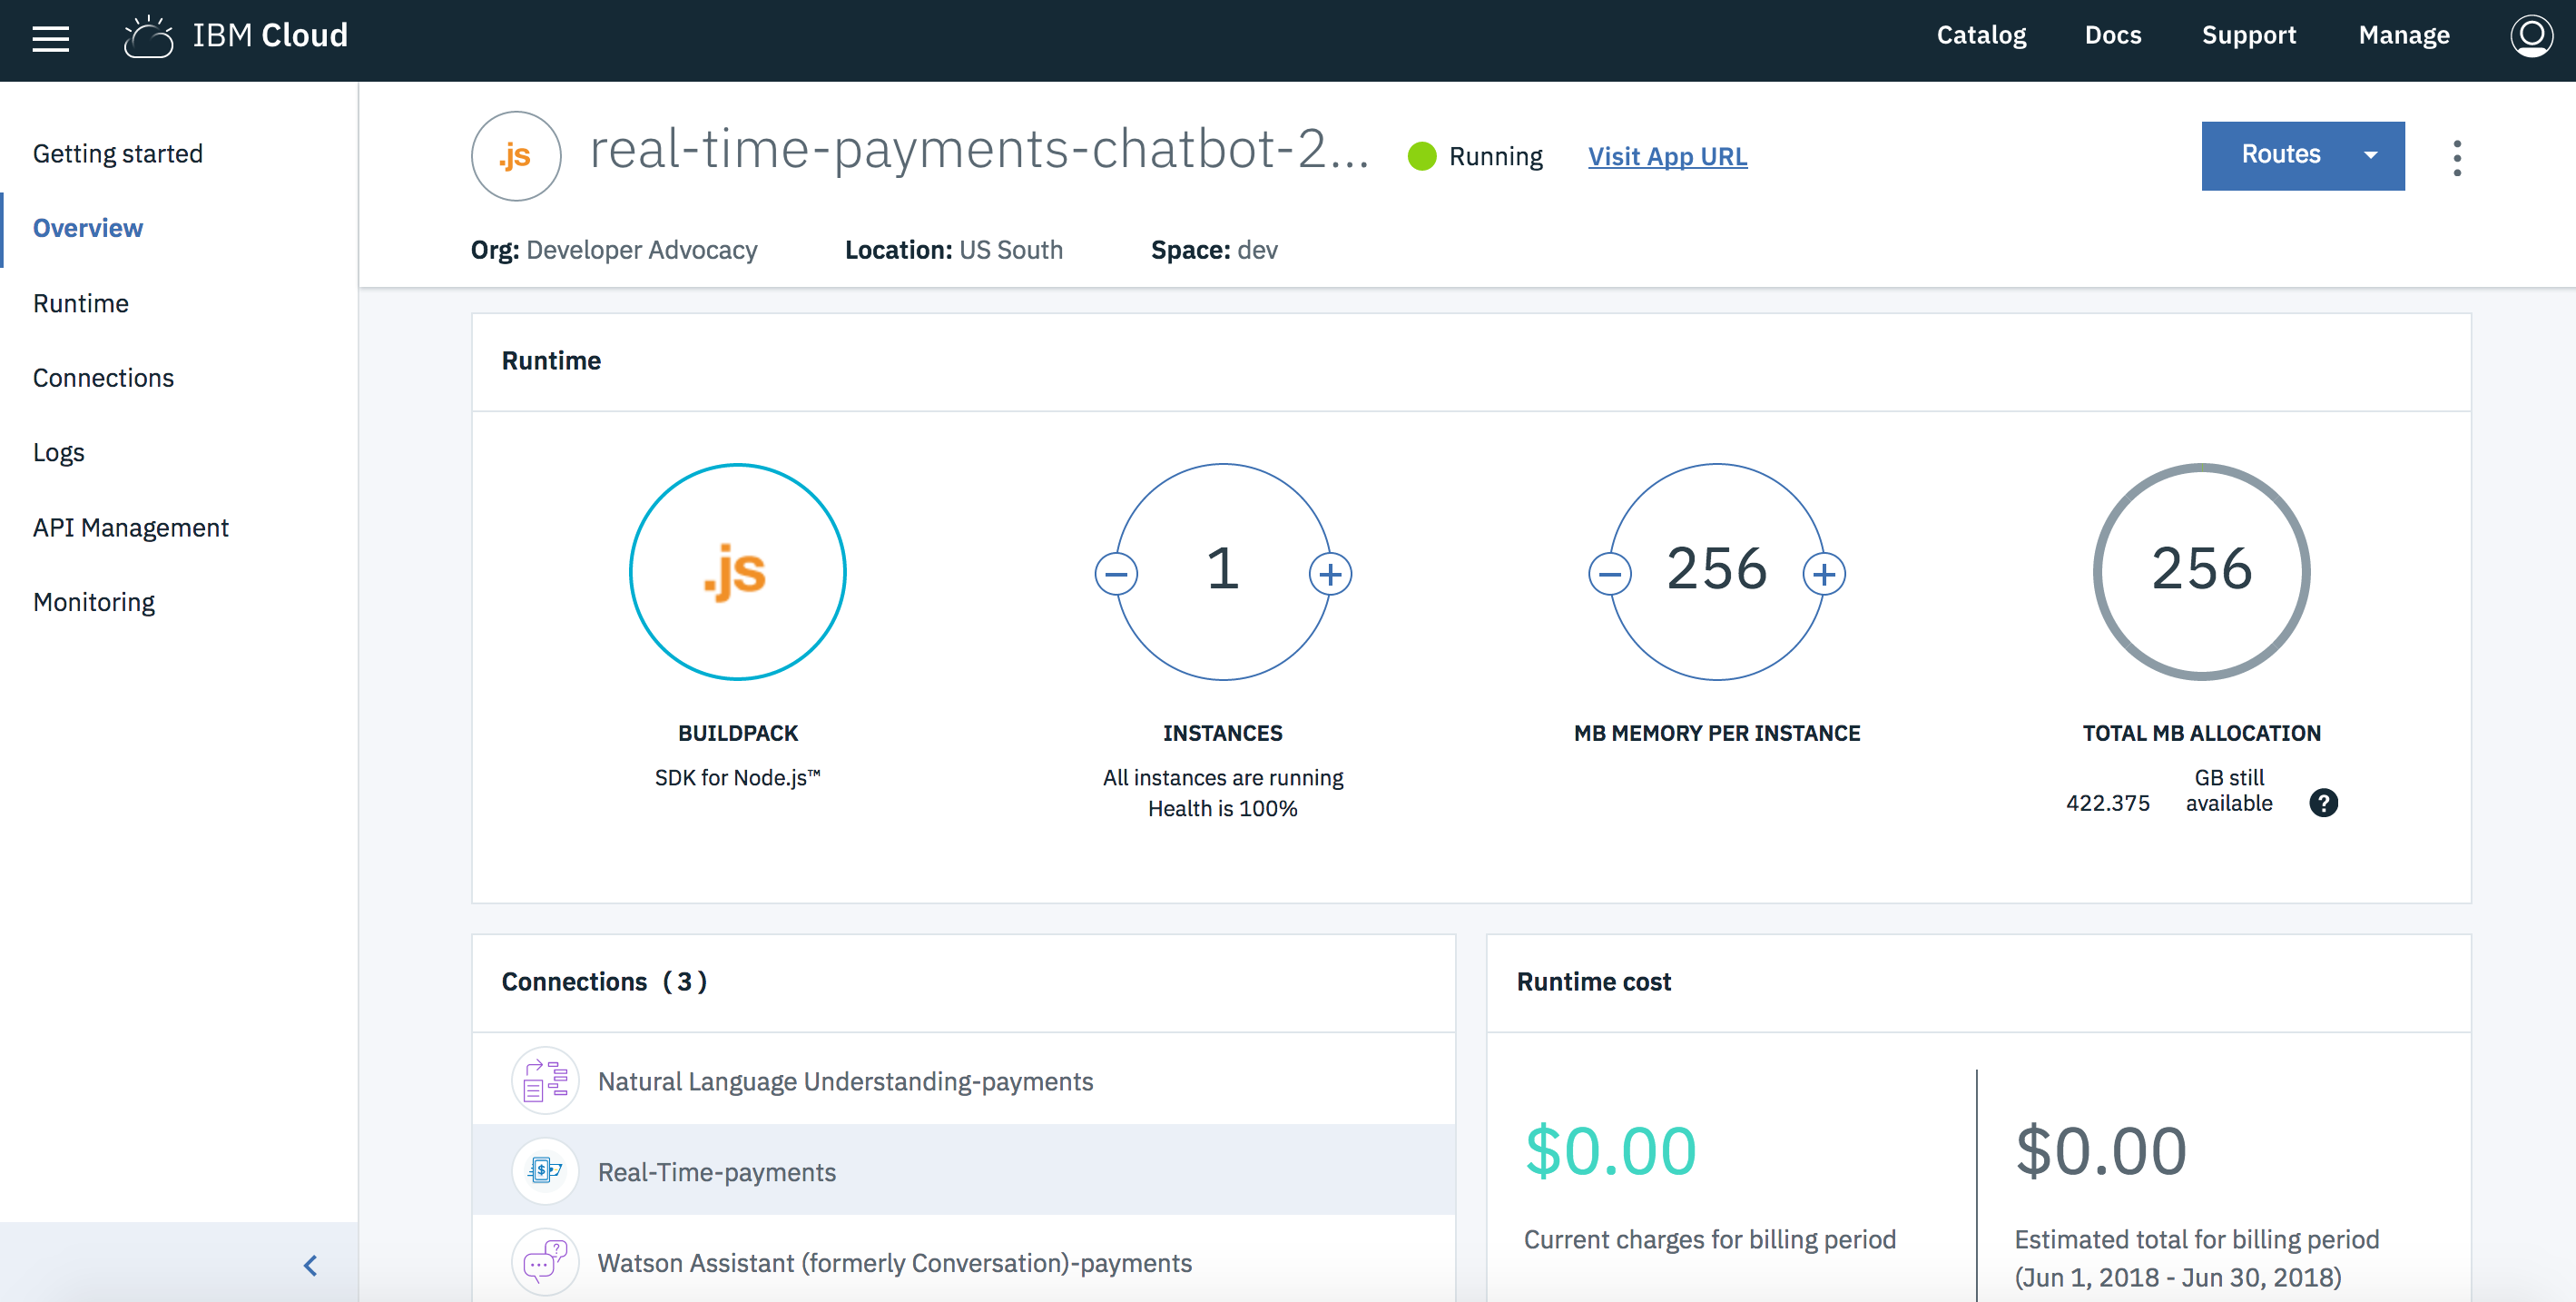 IBM Cloud
Catalog Docs Support Manage
Getting started
Overview
Runtime
Connections
Logs
API Management
Monitoring
.js real-time-payments-chatbot-2... Running Visit App URL Routes
Org: Developer Advocacy Location: US South Space: dev
Runtime
.js 1 256 256
BUILDPACK INSTANCES MB MEMORY PER INSTANCE TOTAL MB ALLOCATION
SDK for Node.js™
All instances are running
Health is 100%
422.375 GB still
available ?
Connections (3)
Natural Language Understanding-payments
Real-Time-payments
Watson Assistant (formerly Conversation)-payments
Runtime cost
$0.00
Current charges for billing period
$0.00
Estimated total for billing period
(Jun 1, 2018 - Jun 30, 2018)